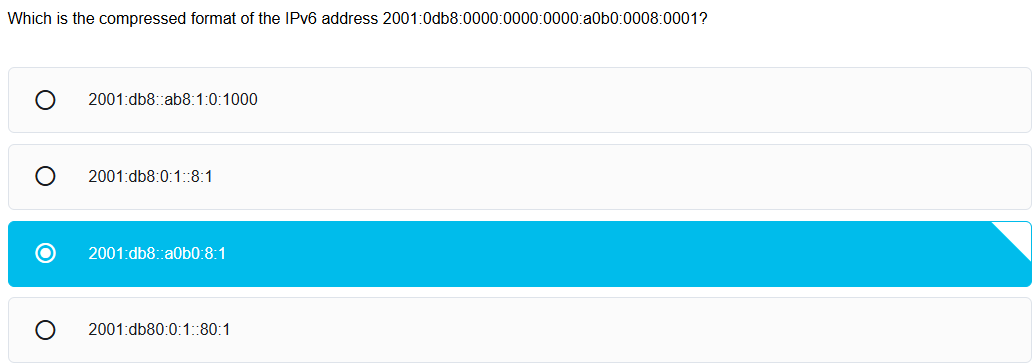 Which is the compressed format of the IPv6 address 2001:0db8:0000:0000:0000:a0b0:0008:0001?
2001:db8::ab8:1:0:1000
2001:db8:0:1::8:1
2001:db8::a0b0:8:1
2001:db80:0:1::80:1